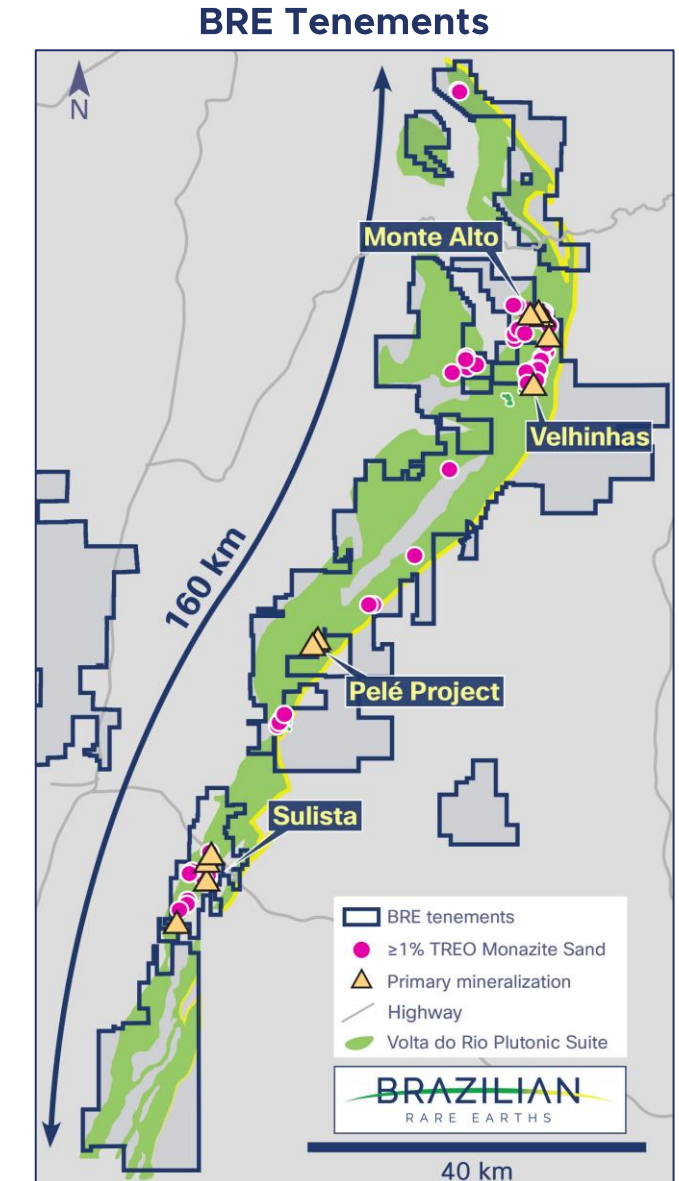 BRE Tenements
N
Monte Alto
Velhinhas
160 km
Pelé Project
Sulista
BRE tenements
≥1% TREO Monazite Sand
Primary mineralization
Highway
Volta do Rio Plutonic Suite
BRAZILIAN
RARE EARTHS
40 km